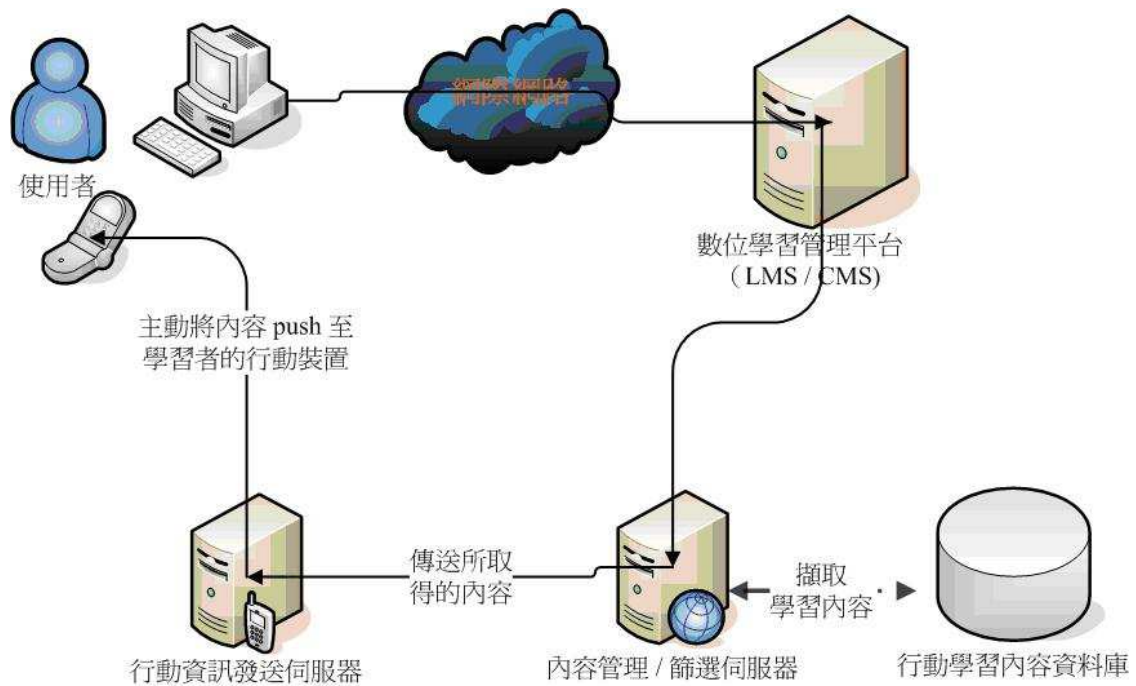 網際網路
使用者
數位學習管理平台
（LMS / CMS)
主動將內容 push 至
學習者的行動裝置
傳送所取
得的內容
擷取
學習內容
行動資訊發送伺服器
內容管理 / 篩選伺服器
行動學習內容資料庫